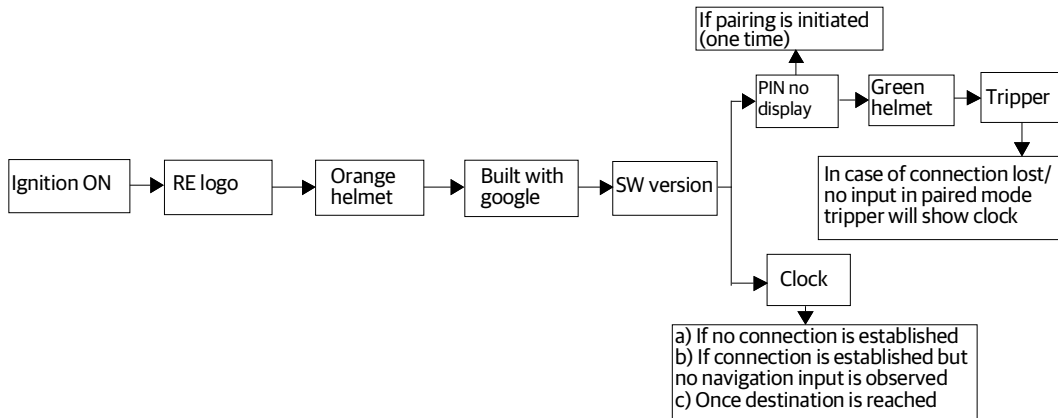 If pairing is initiated
(one time)
PIN no
display
Green
helmet
Tripper
Ignition ON
RE logo
Orange
helmet
Built with
google
SW version
In case of connection lost/
no input in paired mode
tripper will show clock
Clock
a) If no connection is established
b) If connection is established but
no navigation input is observed
c) Once destination is reached